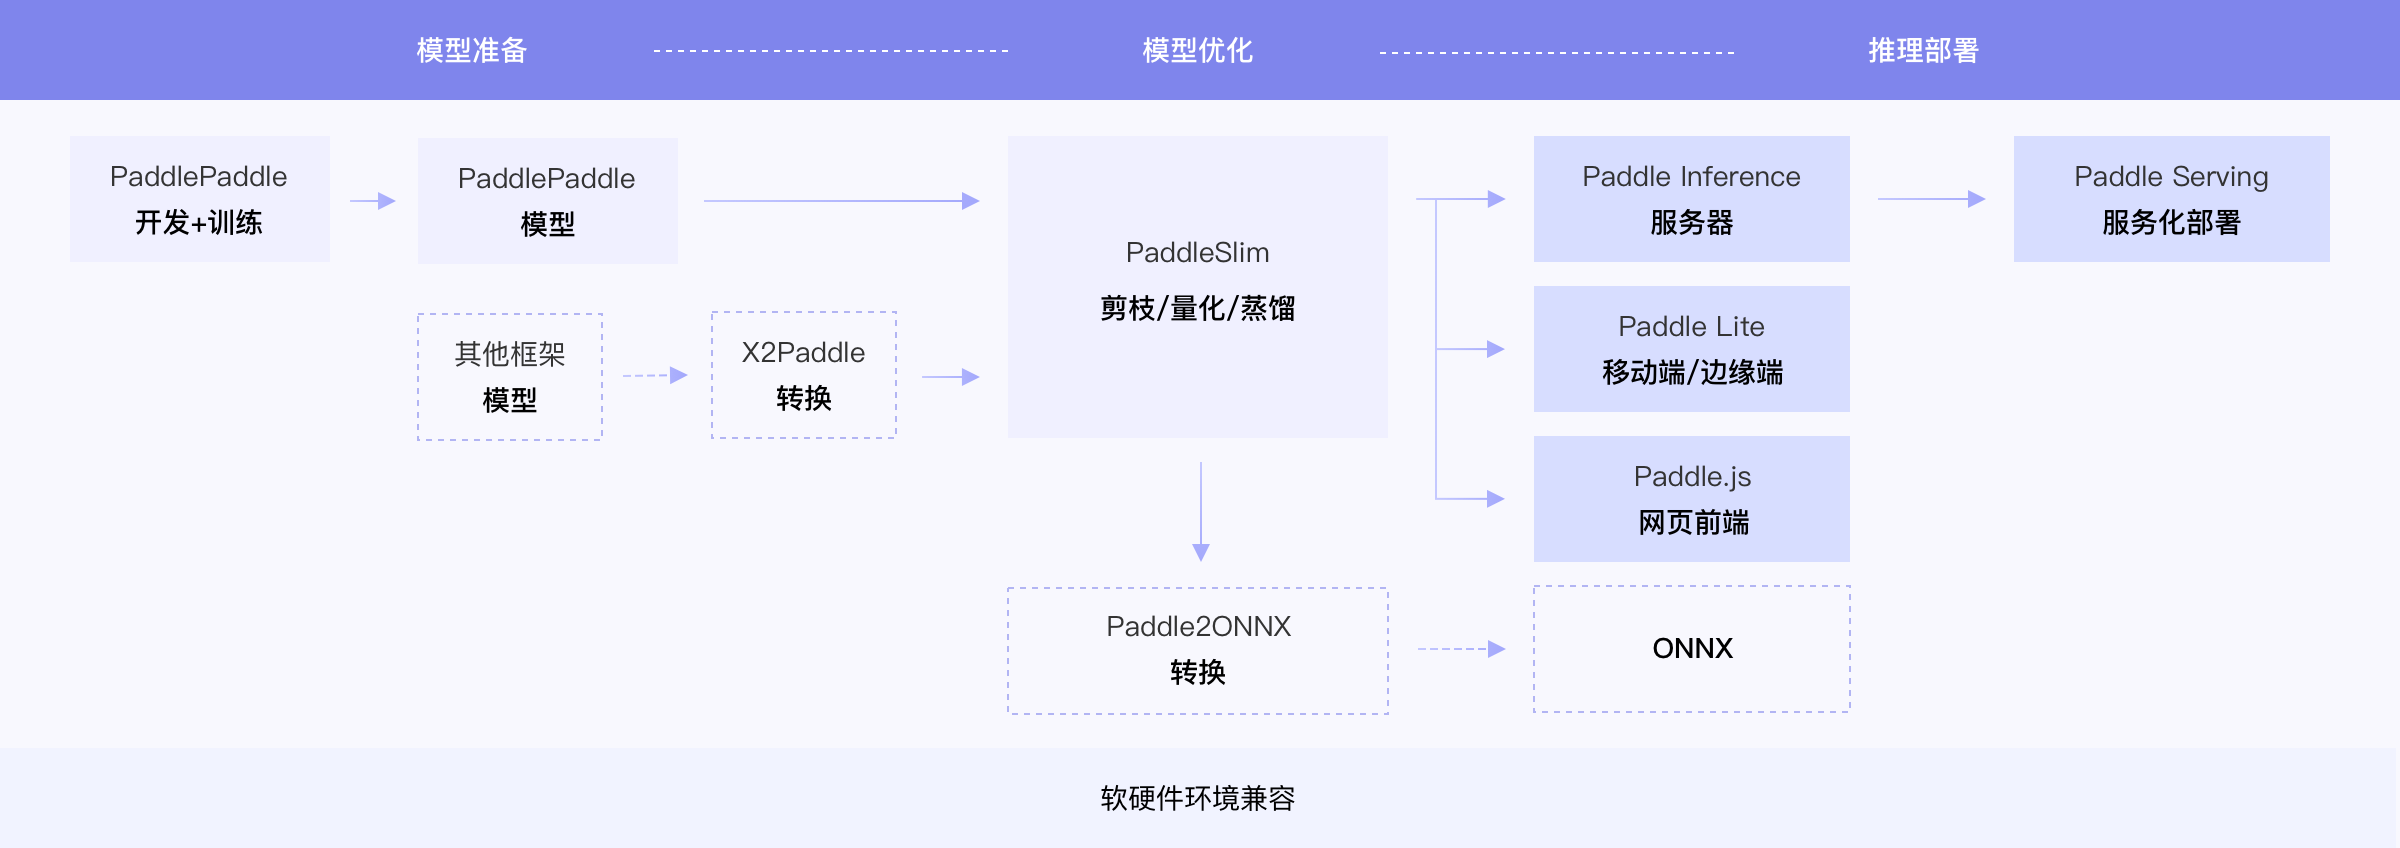 模型准备
模型优化
推理部署
PaddlePaddle
开发+训练
PaddlePaddle
模型
其他框架
模型
X2Paddle
转换
PaddleSlim
剪枝/量化/蒸馏
Paddle2ONNX
转换
Paddle Inference
服务器
Paddle Lite
移动端/边缘端
Paddle.js
网页前端
ONNX
Paddle Serving
服务化部署
软硬件环境兼容